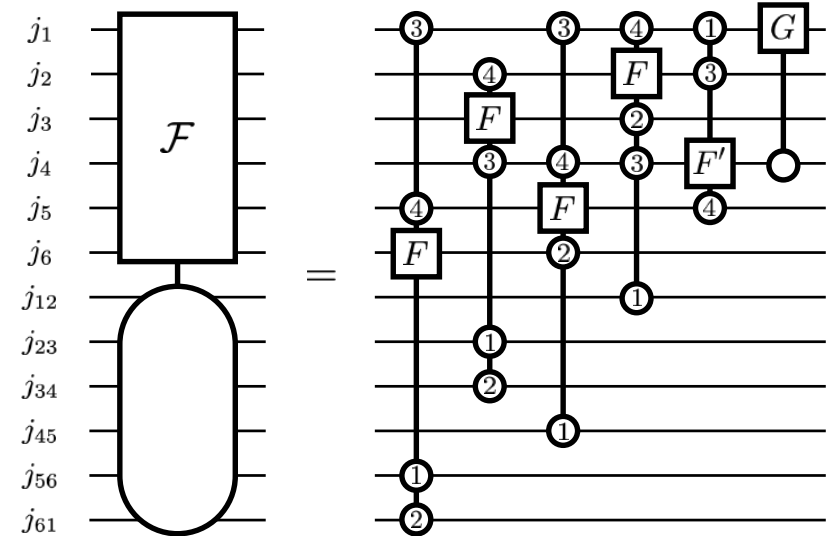 j₁ ③ ③ ④ ① G
j₂ ④ F ③
j₃ F ②
𝓕
j₄ ③ ④ ③ F′
j₅ ④ F ④
j₆ F ②
=
j₁₂ ①
j₂₃ ①
j₃₄ ②
j₄₅ ①
j₅₆ ①
j₆₁ ②